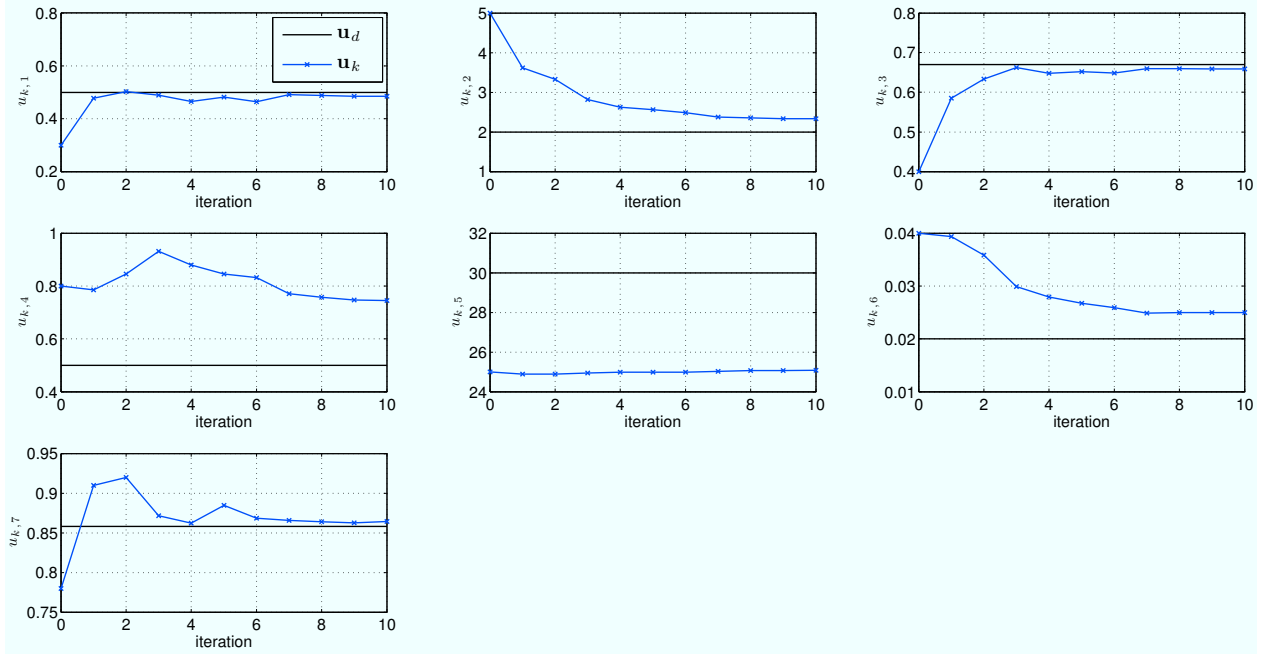 0.8
0.6
0.4
0.2
u_{k,1}
u_d
u_k
0 2 4 6 8 10
iteration
5
4
3
2
1
u_{k,2}
0 2 4 6 8 10
iteration
0.8
0.7
0.6
0.5
0.4
u_{k,3}
0 2 4 6 8 10
iteration
1
0.8
0.6
0.4
u_{k,4}
0 2 4 6 8 10
iteration
32
30
28
26
24
u_{k,5}
0 2 4 6 8 10
iteration
0.04
0.03
0.02
0.01
u_{k,6}
0 2 4 6 8 10
iteration
0.95
0.9
0.85
0.8
0.75
u_{k,7}
0 2 4 6 8 10
iteration